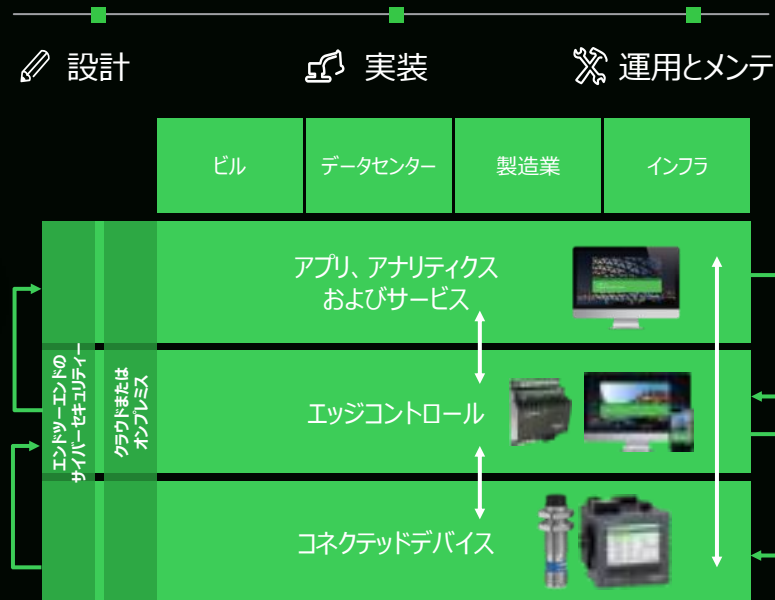 設計
実装
運用とメンテ
ビル
データセンター
製造業
インフラ
アプリ、アナリティクス
およびサービス
エッジコントロール
コネクテッドデバイス
エンドツーエンドの
サイバーセキュリティー
クラウドまたは
オンプレミス